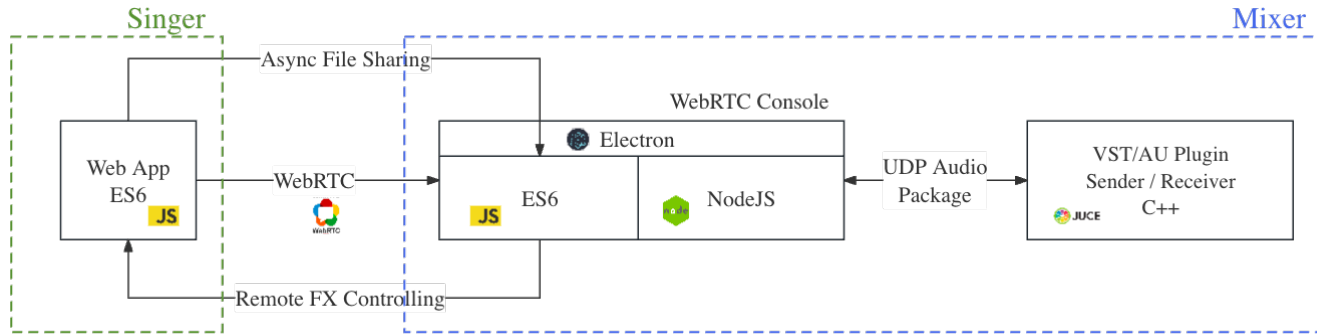 Singer
Mixer
Async File Sharing
WebRTC Console
Electron
Web App
ES6
JS
WebRTC
WebRTC
ES6
JS
NodeJS
node
UDP Audio
Package
VST/AU Plugin
Sender / Receiver
C++
JUCE
Remote FX Controlling